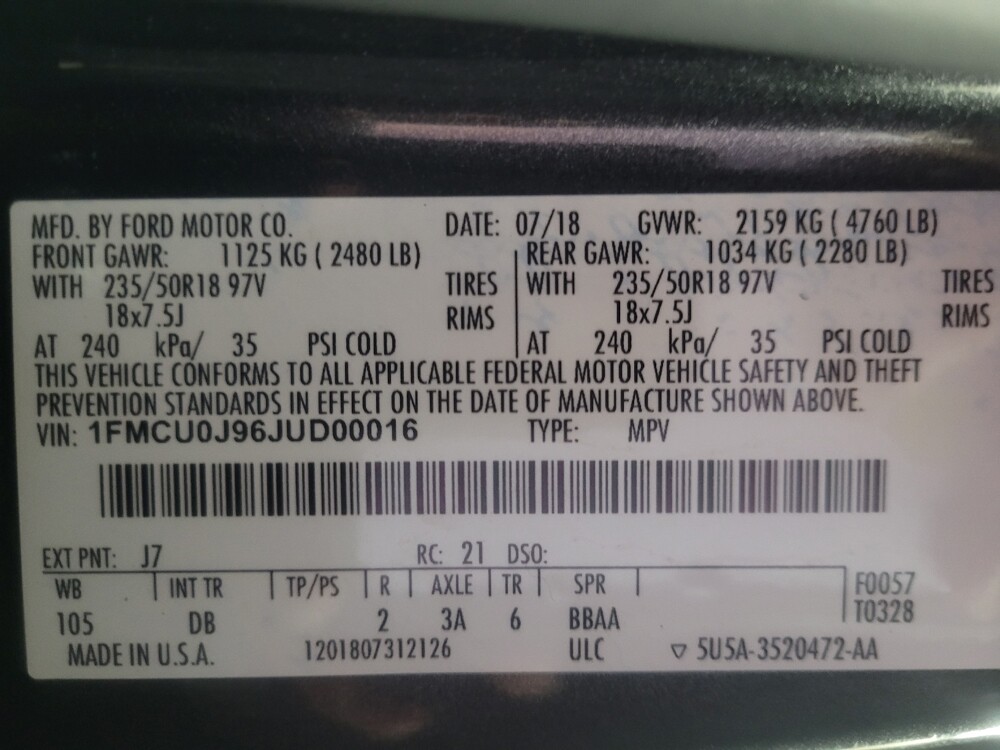 MFD. BY FORD MOTOR CO. DATE: 07/18 GVWR: 2159 KG ( 4760 LB)
FRONT GAWR: 1125 KG ( 2480 LB) REAR GAWR: 1034 KG ( 2280 LB)
WITH 235/50R18 97V TIRES WITH 235/50R18 97V TIRES
18x7.5J RIMS 18x7.5J RIMS
AT 240 kPa/ 35 PSI COLD AT 240 kPa/ 35 PSI COLD
THIS VEHICLE CONFORMS TO ALL APPLICABLE FEDERAL MOTOR VEHICLE SAFETY AND THEFT
PREVENTION STANDARDS IN EFFECT ON THE DATE OF MANUFACTURE SHOWN ABOVE.
VIN: 1FMCU0J96JUD00016 TYPE: MPV
EXT PNT: J7 RC: 21 DSO:
WB INT TR TP/PS R AXLE TR SPR F0057
105 DB 2 3A 6 BBAA T0328
MADE IN U.S.A. 1201807312126 ULC ▽ 5U5A-3520472-AA